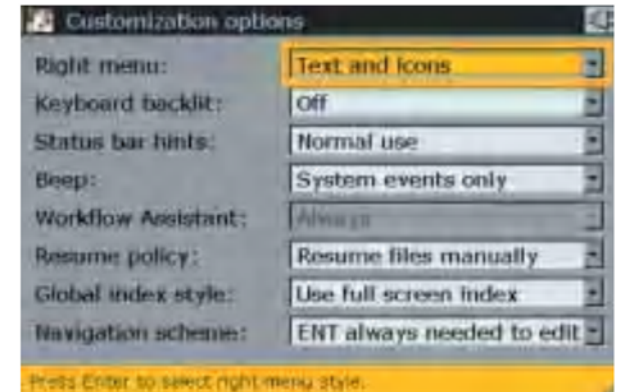 Customization options
Right menu: Text and icons
Keyboard backlit: Off
Status bar hints: Normal use
Beep: System events only
Workflow Assistant: Always
Resume policy: Resume files manually
Global index style: Use full screen index
Navigation scheme: ENT always needed to edit
Press Enter to select right menu style.